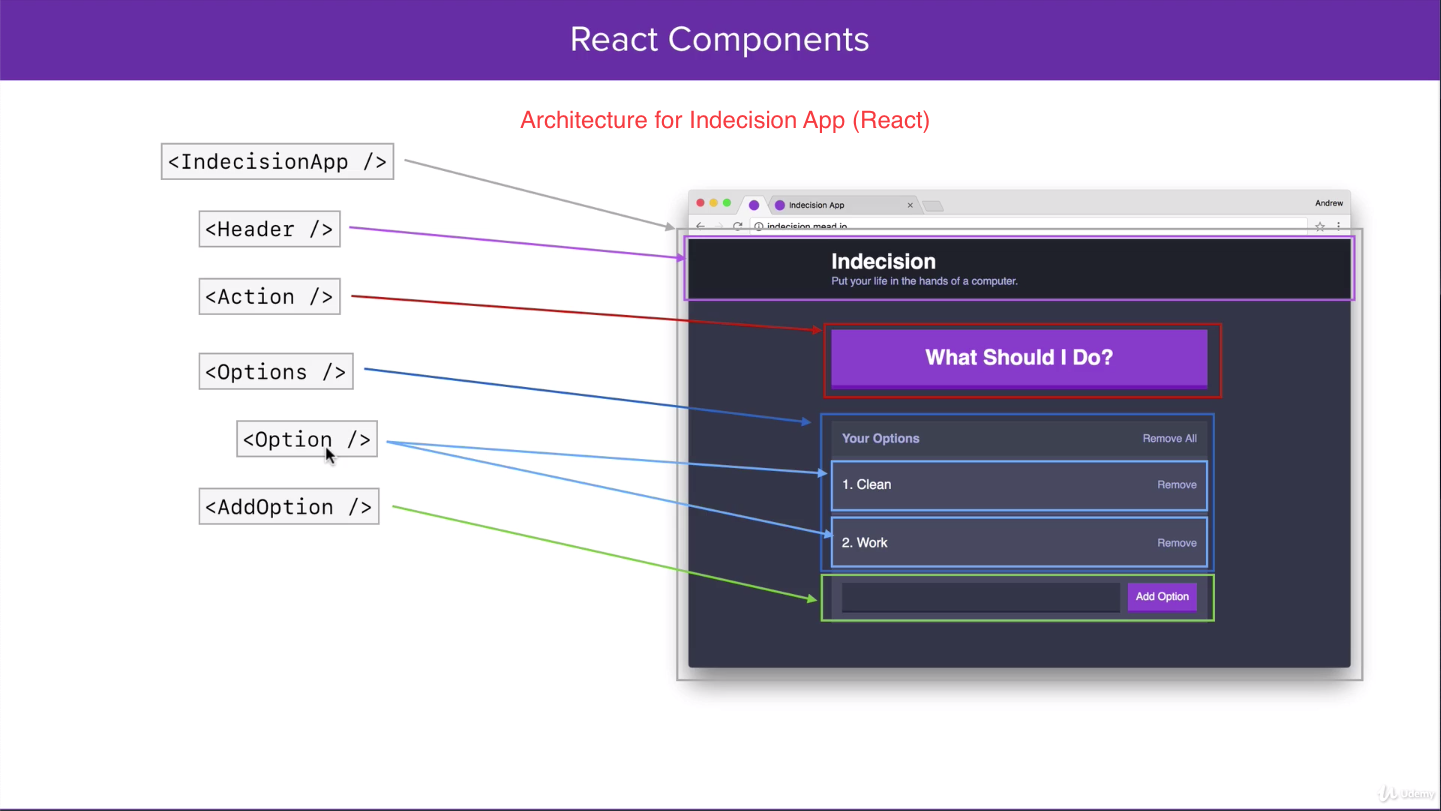 React Components
Architecture for Indecision App (React)
<IndecisionApp />
<Header />
<Action />
<Options />
<Option />
<AddOption />
Indecision App
Andrew
indecision.mead.io
Indecision
Put your life in the hands of a computer.
What Should I Do?
Your Options Remove All
1. Clean Remove
2. Work Remove
Add Option
Udemy